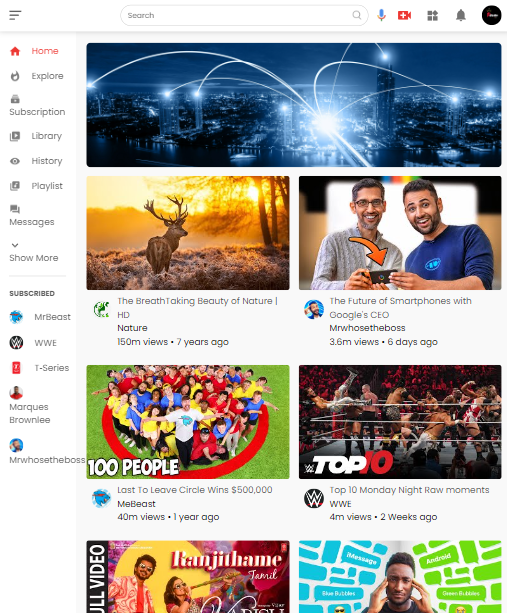 Search
Home
Explore
Subscription
Library
History
Playlist
Messages
Show More
SUBSCRIBED
MrBeast
WWE
T-Series
Marques
Brownlee
Mrwhosetheboss
The BreathTaking Beauty of Nature |
HD
Nature
150m views • 7 years ago
The Future of Smartphones with
Google's CEO
Mrwhosetheboss
3.6m views • 6 days ago
100 PEOPLE
Last To Leave Circle Wins $500,000
MeBeast
40m views • 1 year ago
TOP10
Top 10 Monday Night Raw moments
WWE
4m views • 2 Weeks ago
FULL VIDEO
Ranjithame
Tamil
iMessage
Android
Blue Bubbles
Green Bubbles